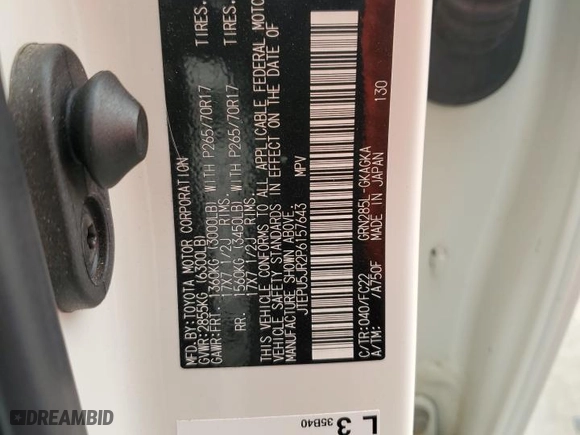 MFD.BY:TOYOTA MOTOR CORPORATION
GVWR:2855KG (6300LB)
GAWR:FR. 1360KG (3000LB) WITH P265/70R17 TIRES,
17X7 1/2J RIMS,
RR. 1560KG (3450LB) WITH P265/70R17 TIRES,
17X7 1/2J RIMS,
THIS VEHICLE CONFORMS TO ALL APPLICABLE FEDERAL MOTOR
VEHICLE SAFETY STANDARDS IN EFFECT ON THE DATE OF
MANUFACTURE SHOWN ABOVE.
JTEPU5JR2P6157643 MPV
C/TR:040/FC22 GRN285L-GKAGKA
A/TM: /A750F MADE IN JAPAN 130
L 3
35B40
DREAMBID